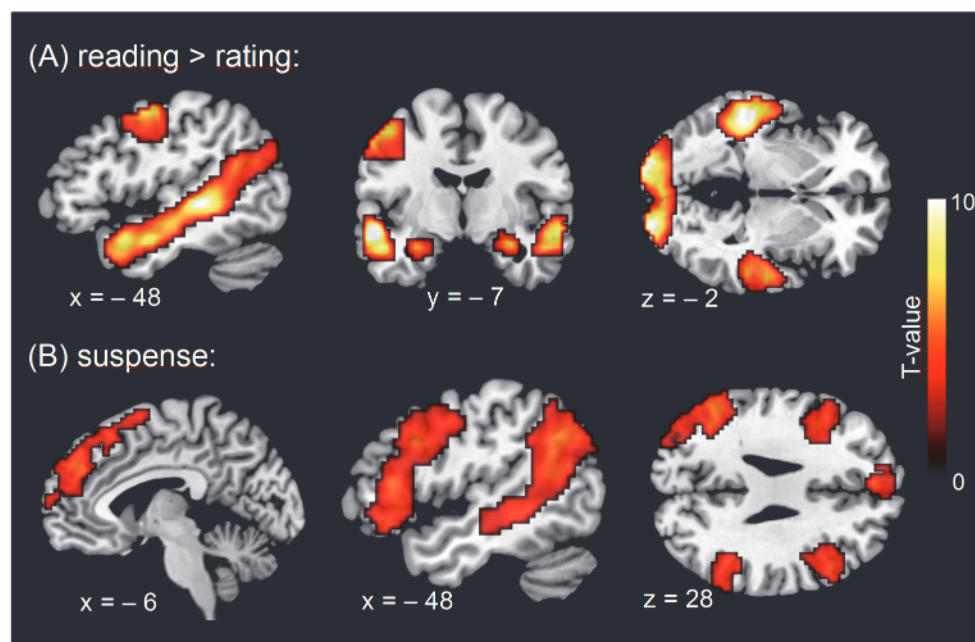 (A) reading > rating:
x = – 48
y = – 7
z = – 2
10
T-value
0
(B) suspense:
x = – 6
x = – 48
z = 28